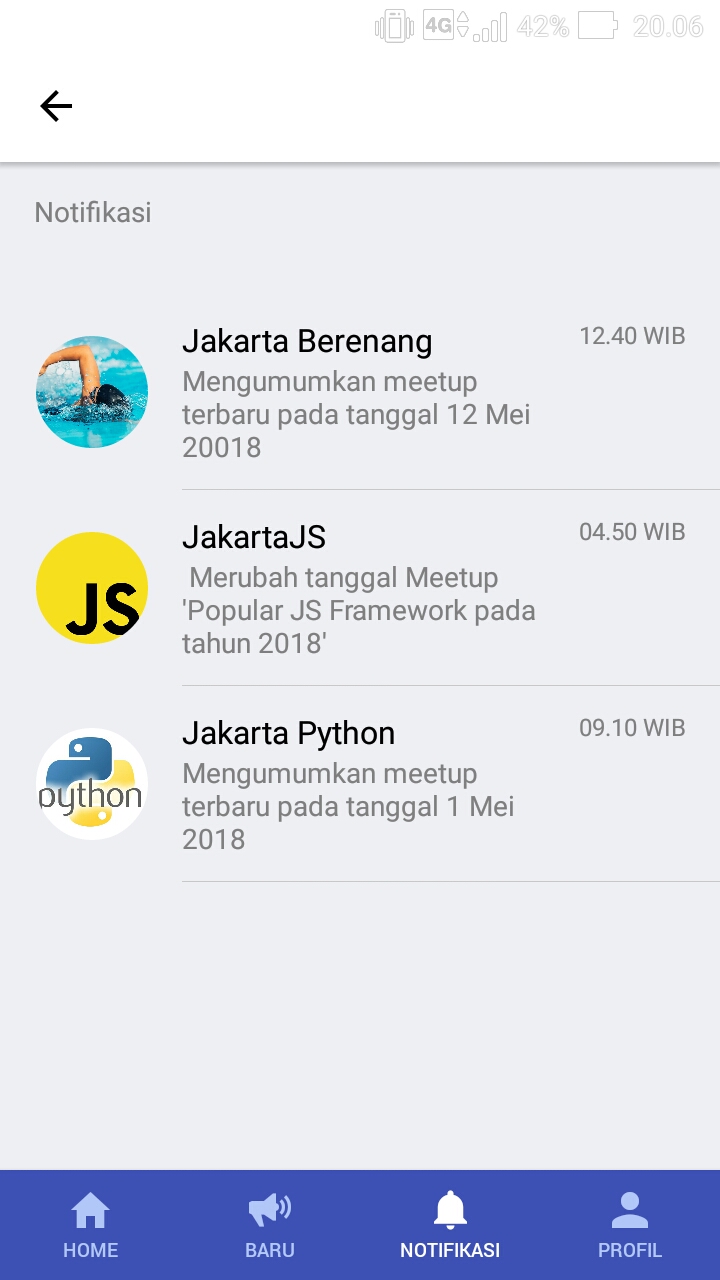 4G 42% 20.06
Notifikasi
Jakarta Berenang 12.40 WIB
Mengumumkan meetup
terbaru pada tanggal 12 Mei
20018
JakartaJS 04.50 WIB
Merubah tanggal Meetup
'Popular JS Framework pada
tahun 2018'
JS
Jakarta Python 09.10 WIB
Mengumumkan meetup
terbaru pada tanggal 1 Mei
2018
python
HOME BARU NOTIFIKASI PROFIL